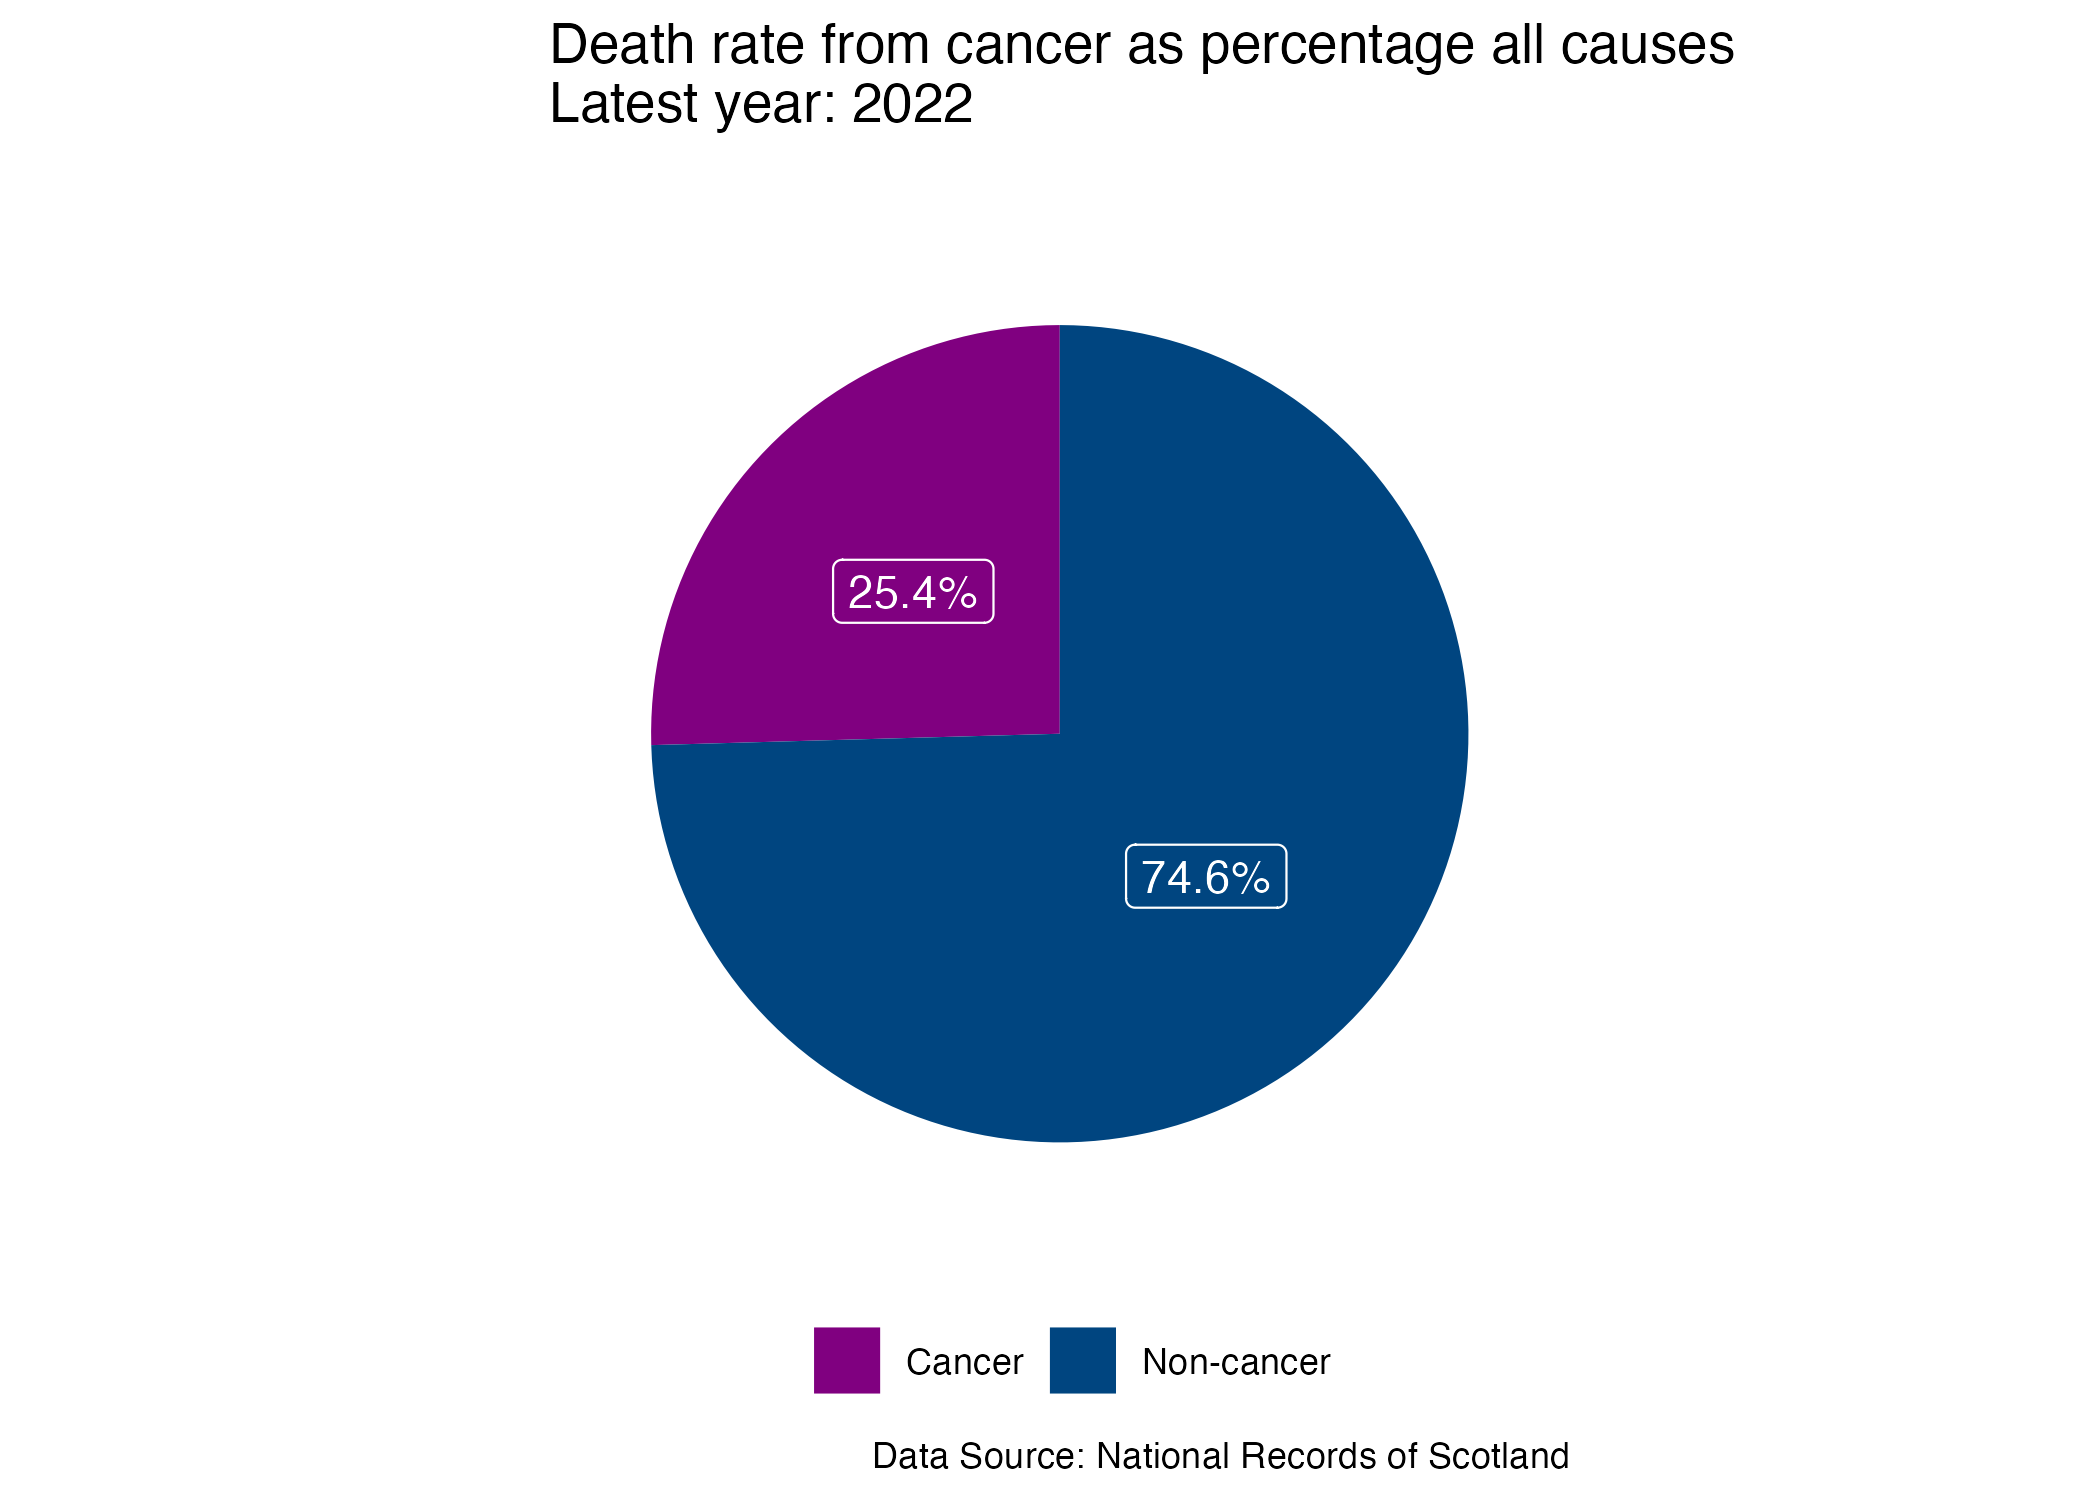 Death rate from cancer as percentage all causes
Latest year: 2022
25.4%
74.6%
Cancer
Non-cancer
Data Source: National Records of Scotland